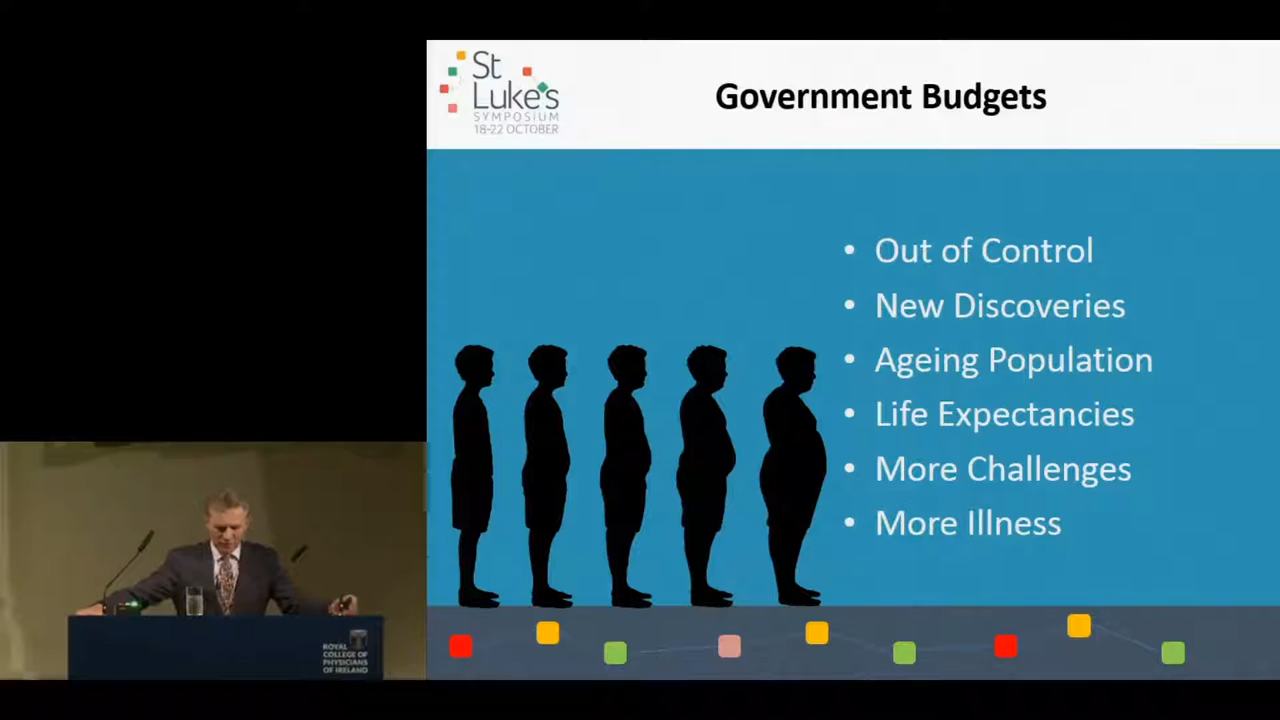 St
Luke's
SYMPOSIUM
18-22 OCTOBER
Government Budgets
• Out of Control
• New Discoveries
• Ageing Population
• Life Expectancies
• More Challenges
• More Illness
ROYAL
COLLEGE OF
PHYSICIANS
OF IRELAND